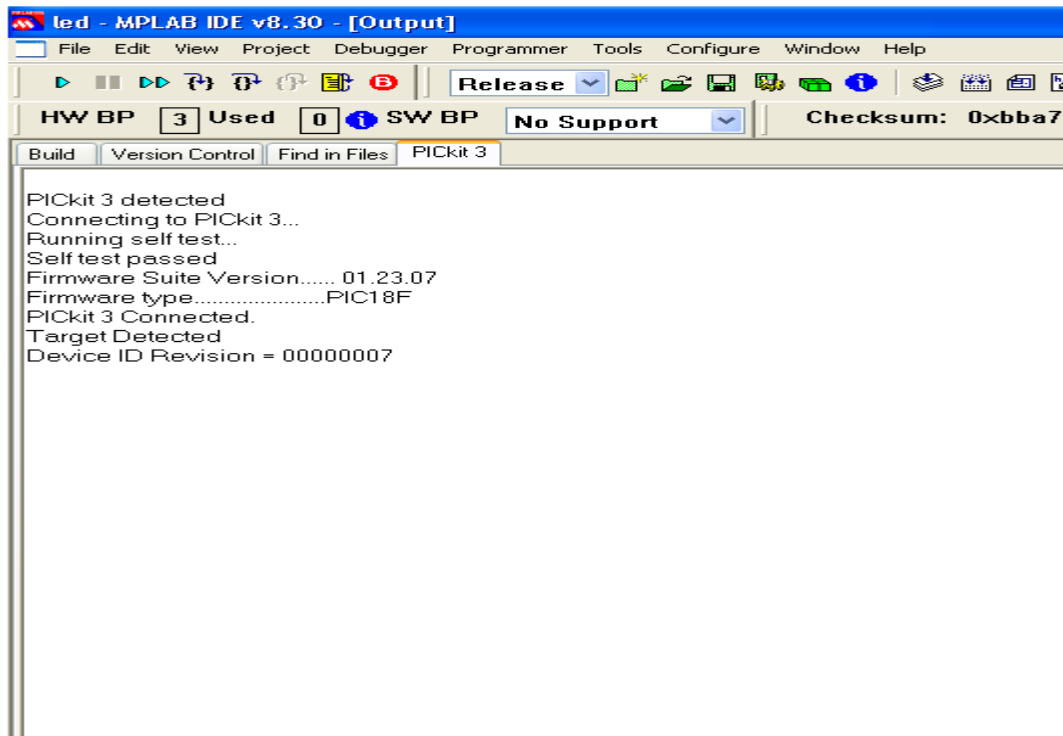 led - MPLAB IDE v8.30 - [Output]
File Edit View Project Debugger Programmer Tools Configure Window Help
Release
HW BP 3 Used 0 SW BP No Support Checksum: 0xbba7
Build Version Control Find in Files PICkit 3
PICkit 3 detected
Connecting to PICkit 3...
Running self test...
Self test passed
Firmware Suite Version...... 01.23.07
Firmware type......................PIC18F
PICkit 3 Connected.
Target Detected
Device ID Revision = 00000007